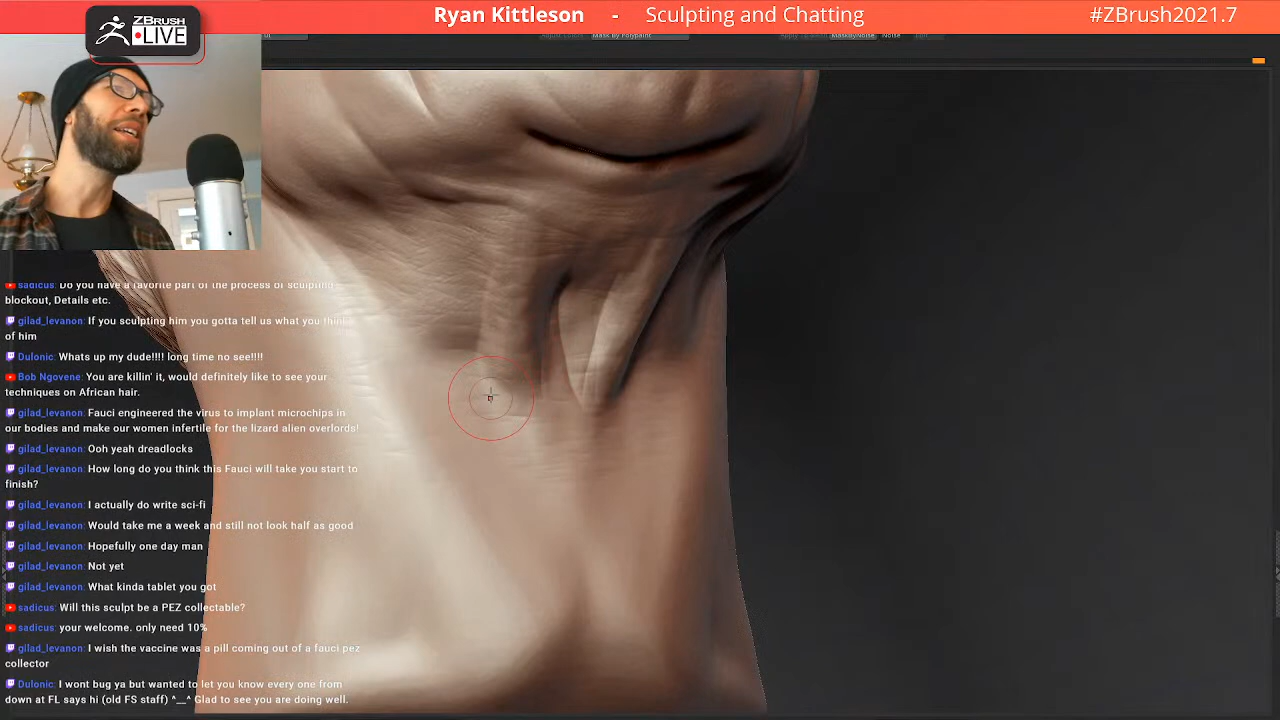 Ryan Kittleson - Sculpting and Chatting #ZBrush2021.7
ZBRUSH
LIVE
Mask By Polypaint
MaskByNoise Noise
sadicus: Do you have a favorite part of the process of sculpting
blockout, Details etc.
gilad_levanon: If you sculpting him you gotta tell us what you think
of him
Dulonic: Whats up my dude!!!! long time no see!!!!
Bob Ngovene: You are killin' it, would definitely like to see your
techniques on African hair.
gilad_levanon: Fauci engineered the virus to implant microchips in
our bodies and make our women infertile for the lizard alien overlords!
gilad_levanon: Ooh yeah dreadlocks
gilad_levanon: How long do you think this Fauci will take you start to
finish?
gilad_levanon: I actually do write sci-fi
gilad_levanon: Would take me a week and still not look half as good
gilad_levanon: Hopefully one day man
gilad_levanon: Not yet
gilad_levanon: What kinda tablet you got
sadicus: Will this sculpt be a PEZ collectable?
sadicus: your welcome. only need 10%
gilad_levanon: I wish the vaccine was a pill coming out of a fauci pez
collector
Dulonic: I wont bug ya but wanted to let you know every one from
down at FL says hi (old FS staff) ^__^ Glad to see you are doing well.